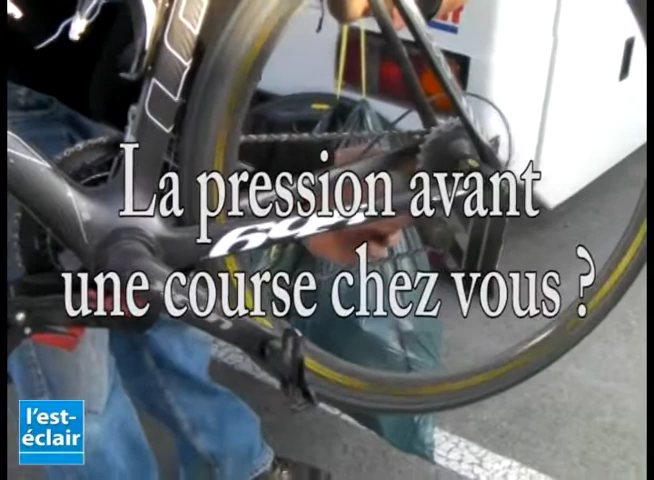 La pression avant
une course chez vous ?
l'est-
éclair